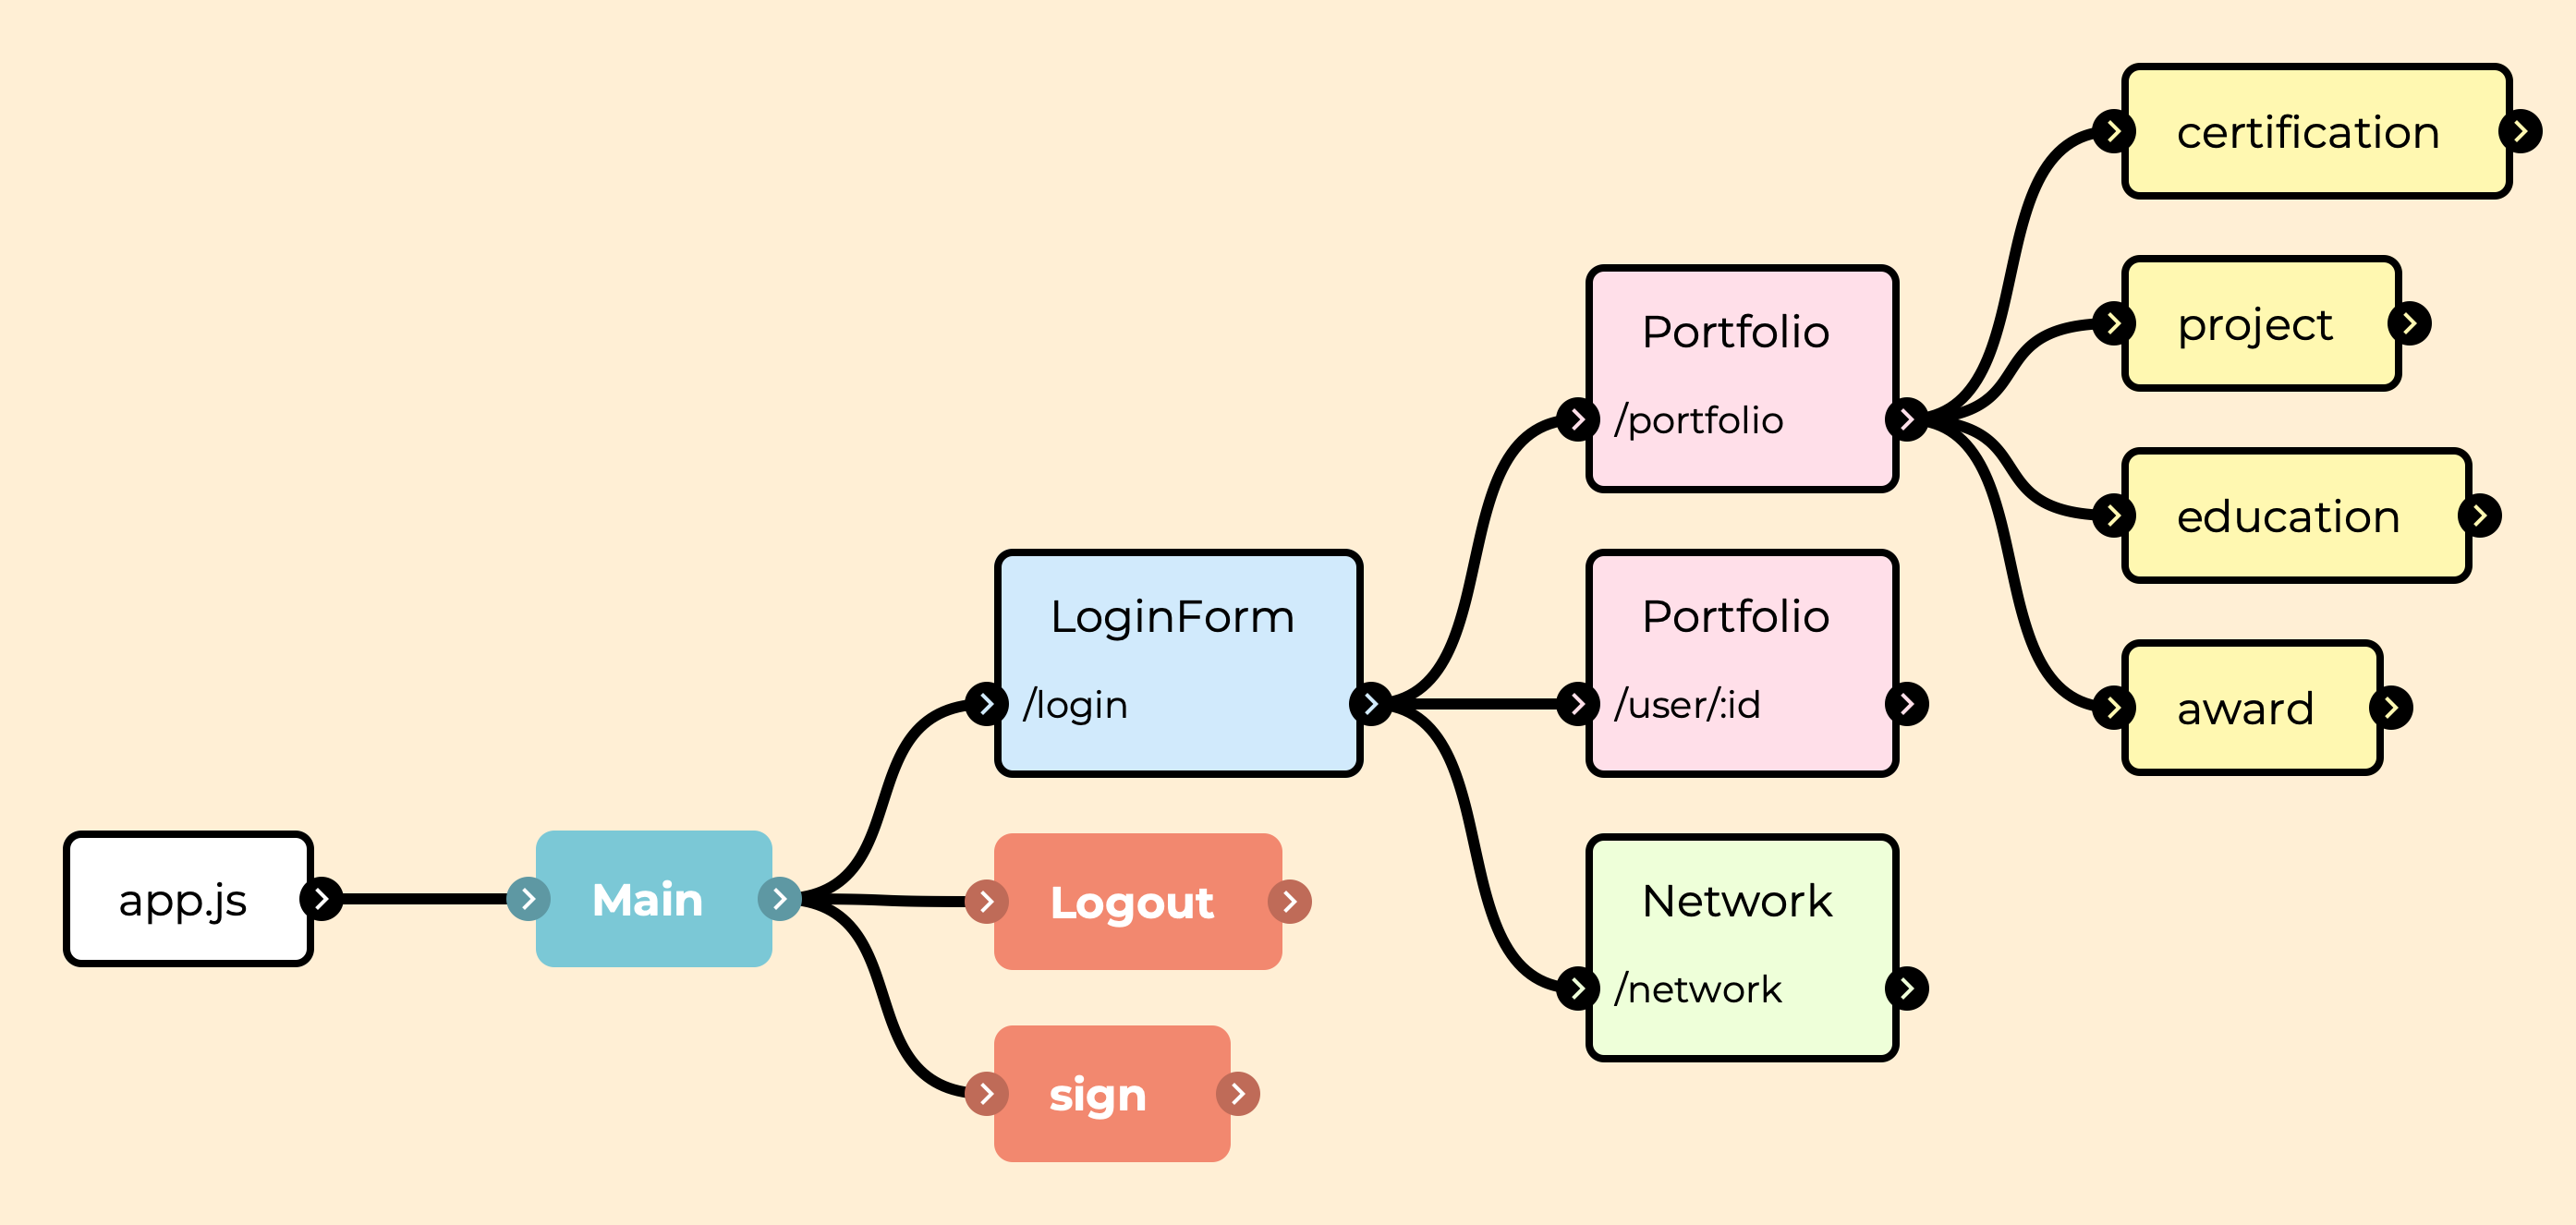 certification
project
education
award
Portfolio
/portfolio
Portfolio
/user/:id
Network
/network
LoginForm
/login
Logout
sign
Main
app.js